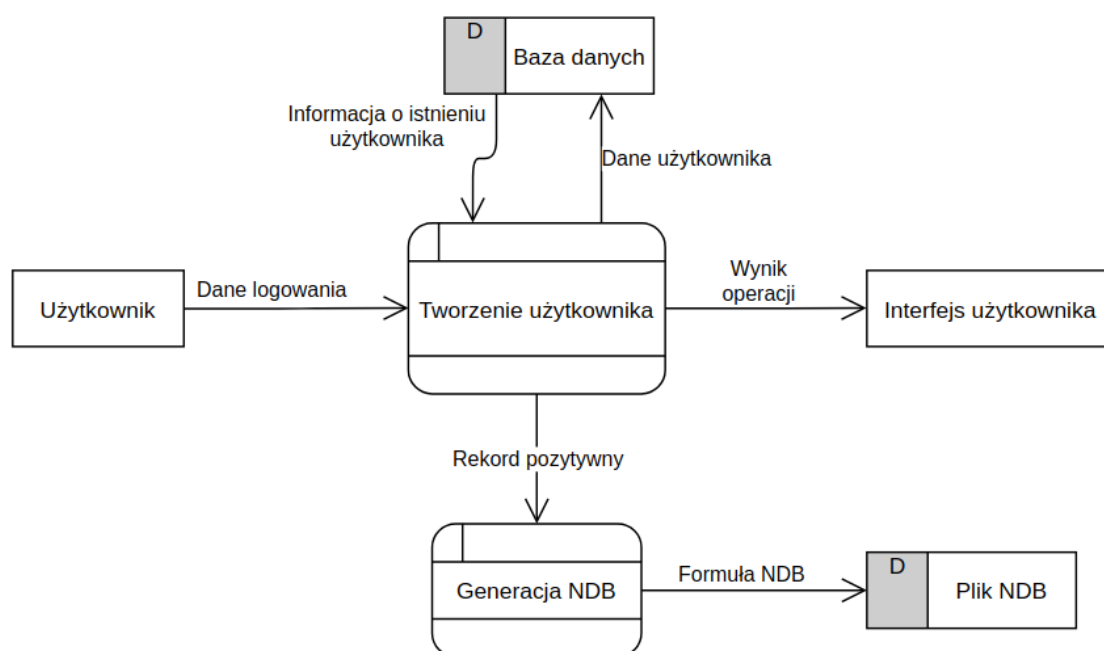 D
Baza danych
Informacja o istnieniu
użytkownika
Dane użytkownika
Użytkownik
Dane logowania
Tworzenie użytkownika
Wynik
operacji
Interfejs użytkownika
Rekord pozytywny
Generacja NDB
Formuła NDB
D
Plik NDB